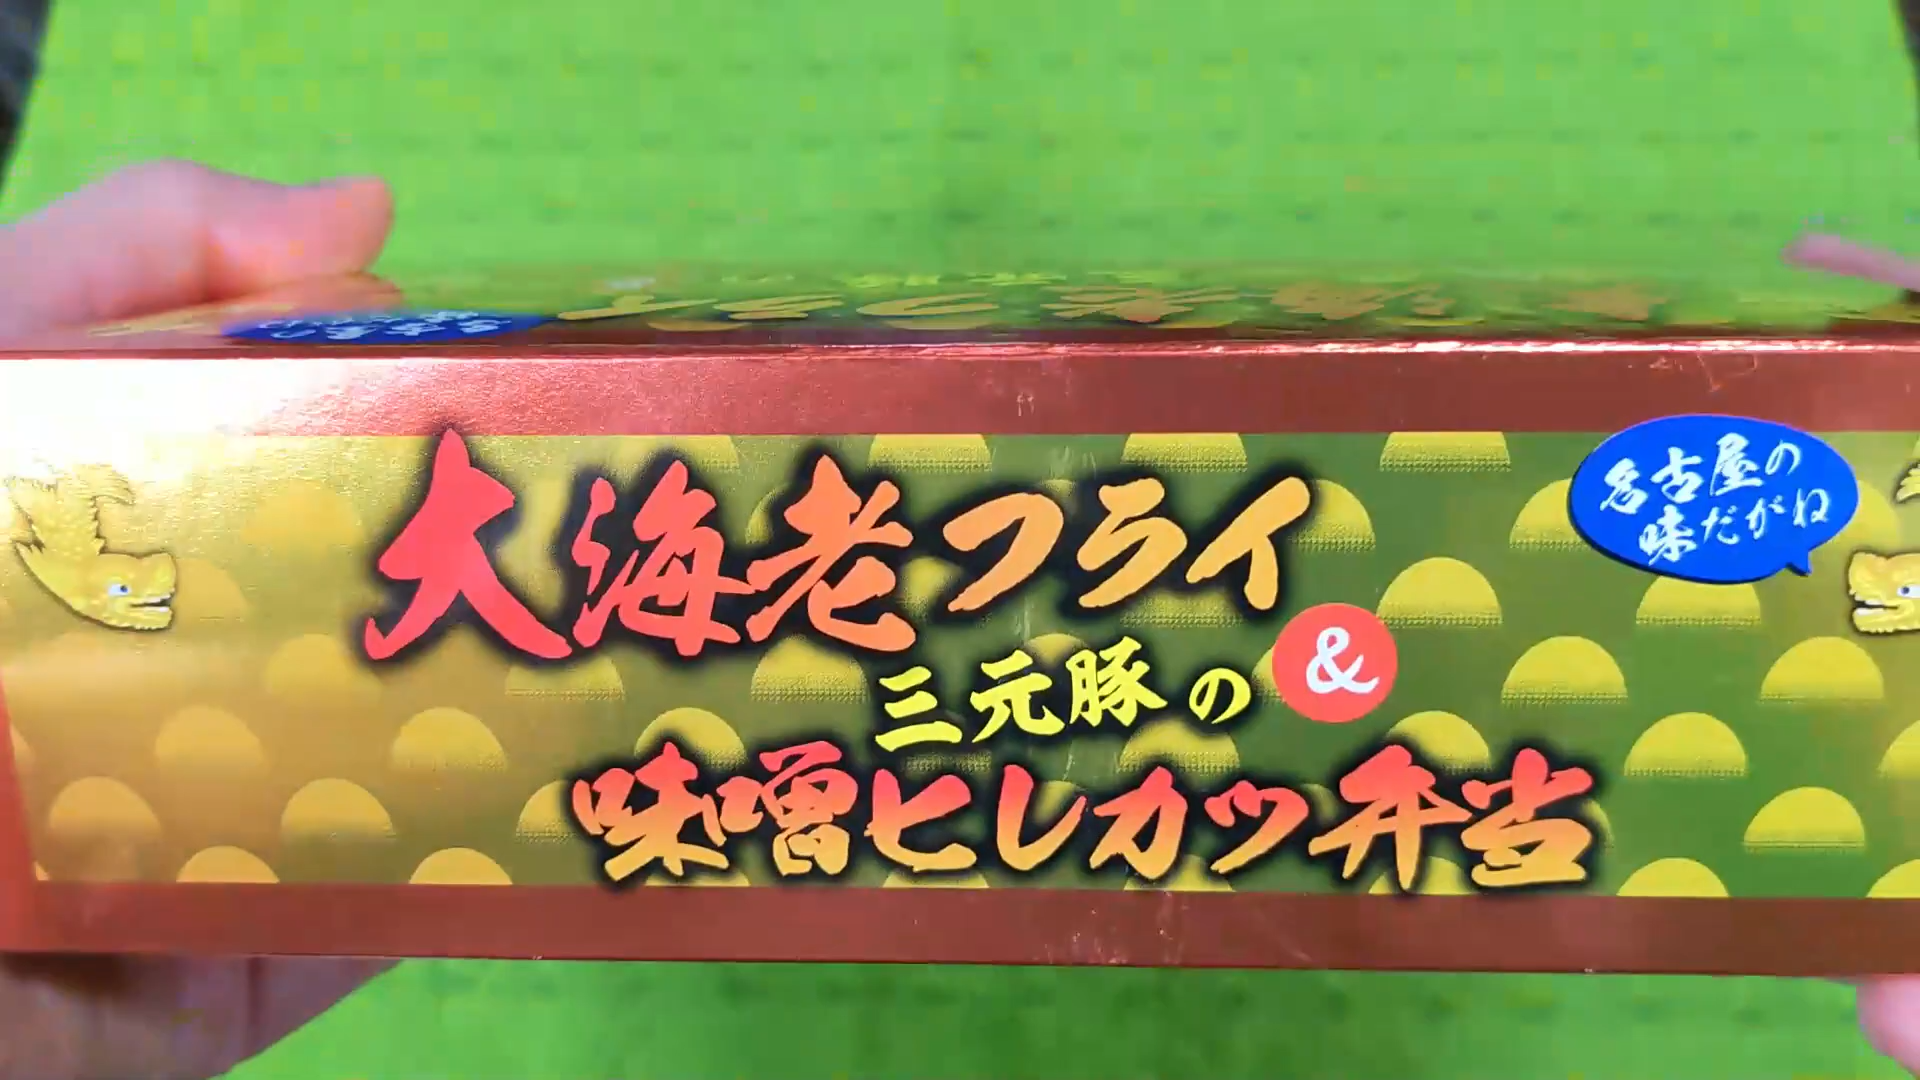 大海老フライ
&
三元豚の
味噌ヒレカツ弁当
名古屋の
味だがね